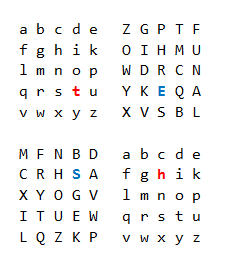 a b c d e Z G P T F
f g h i k O I H M U
l m n o p W D R C N
q r s t u Y K E Q A
v w x y z X V S B L
M F N B D a b c d e
C R H S A f g h i k
X Y O G V l m n o p
I T U E W q r s t u
L Q Z K P v w x y z